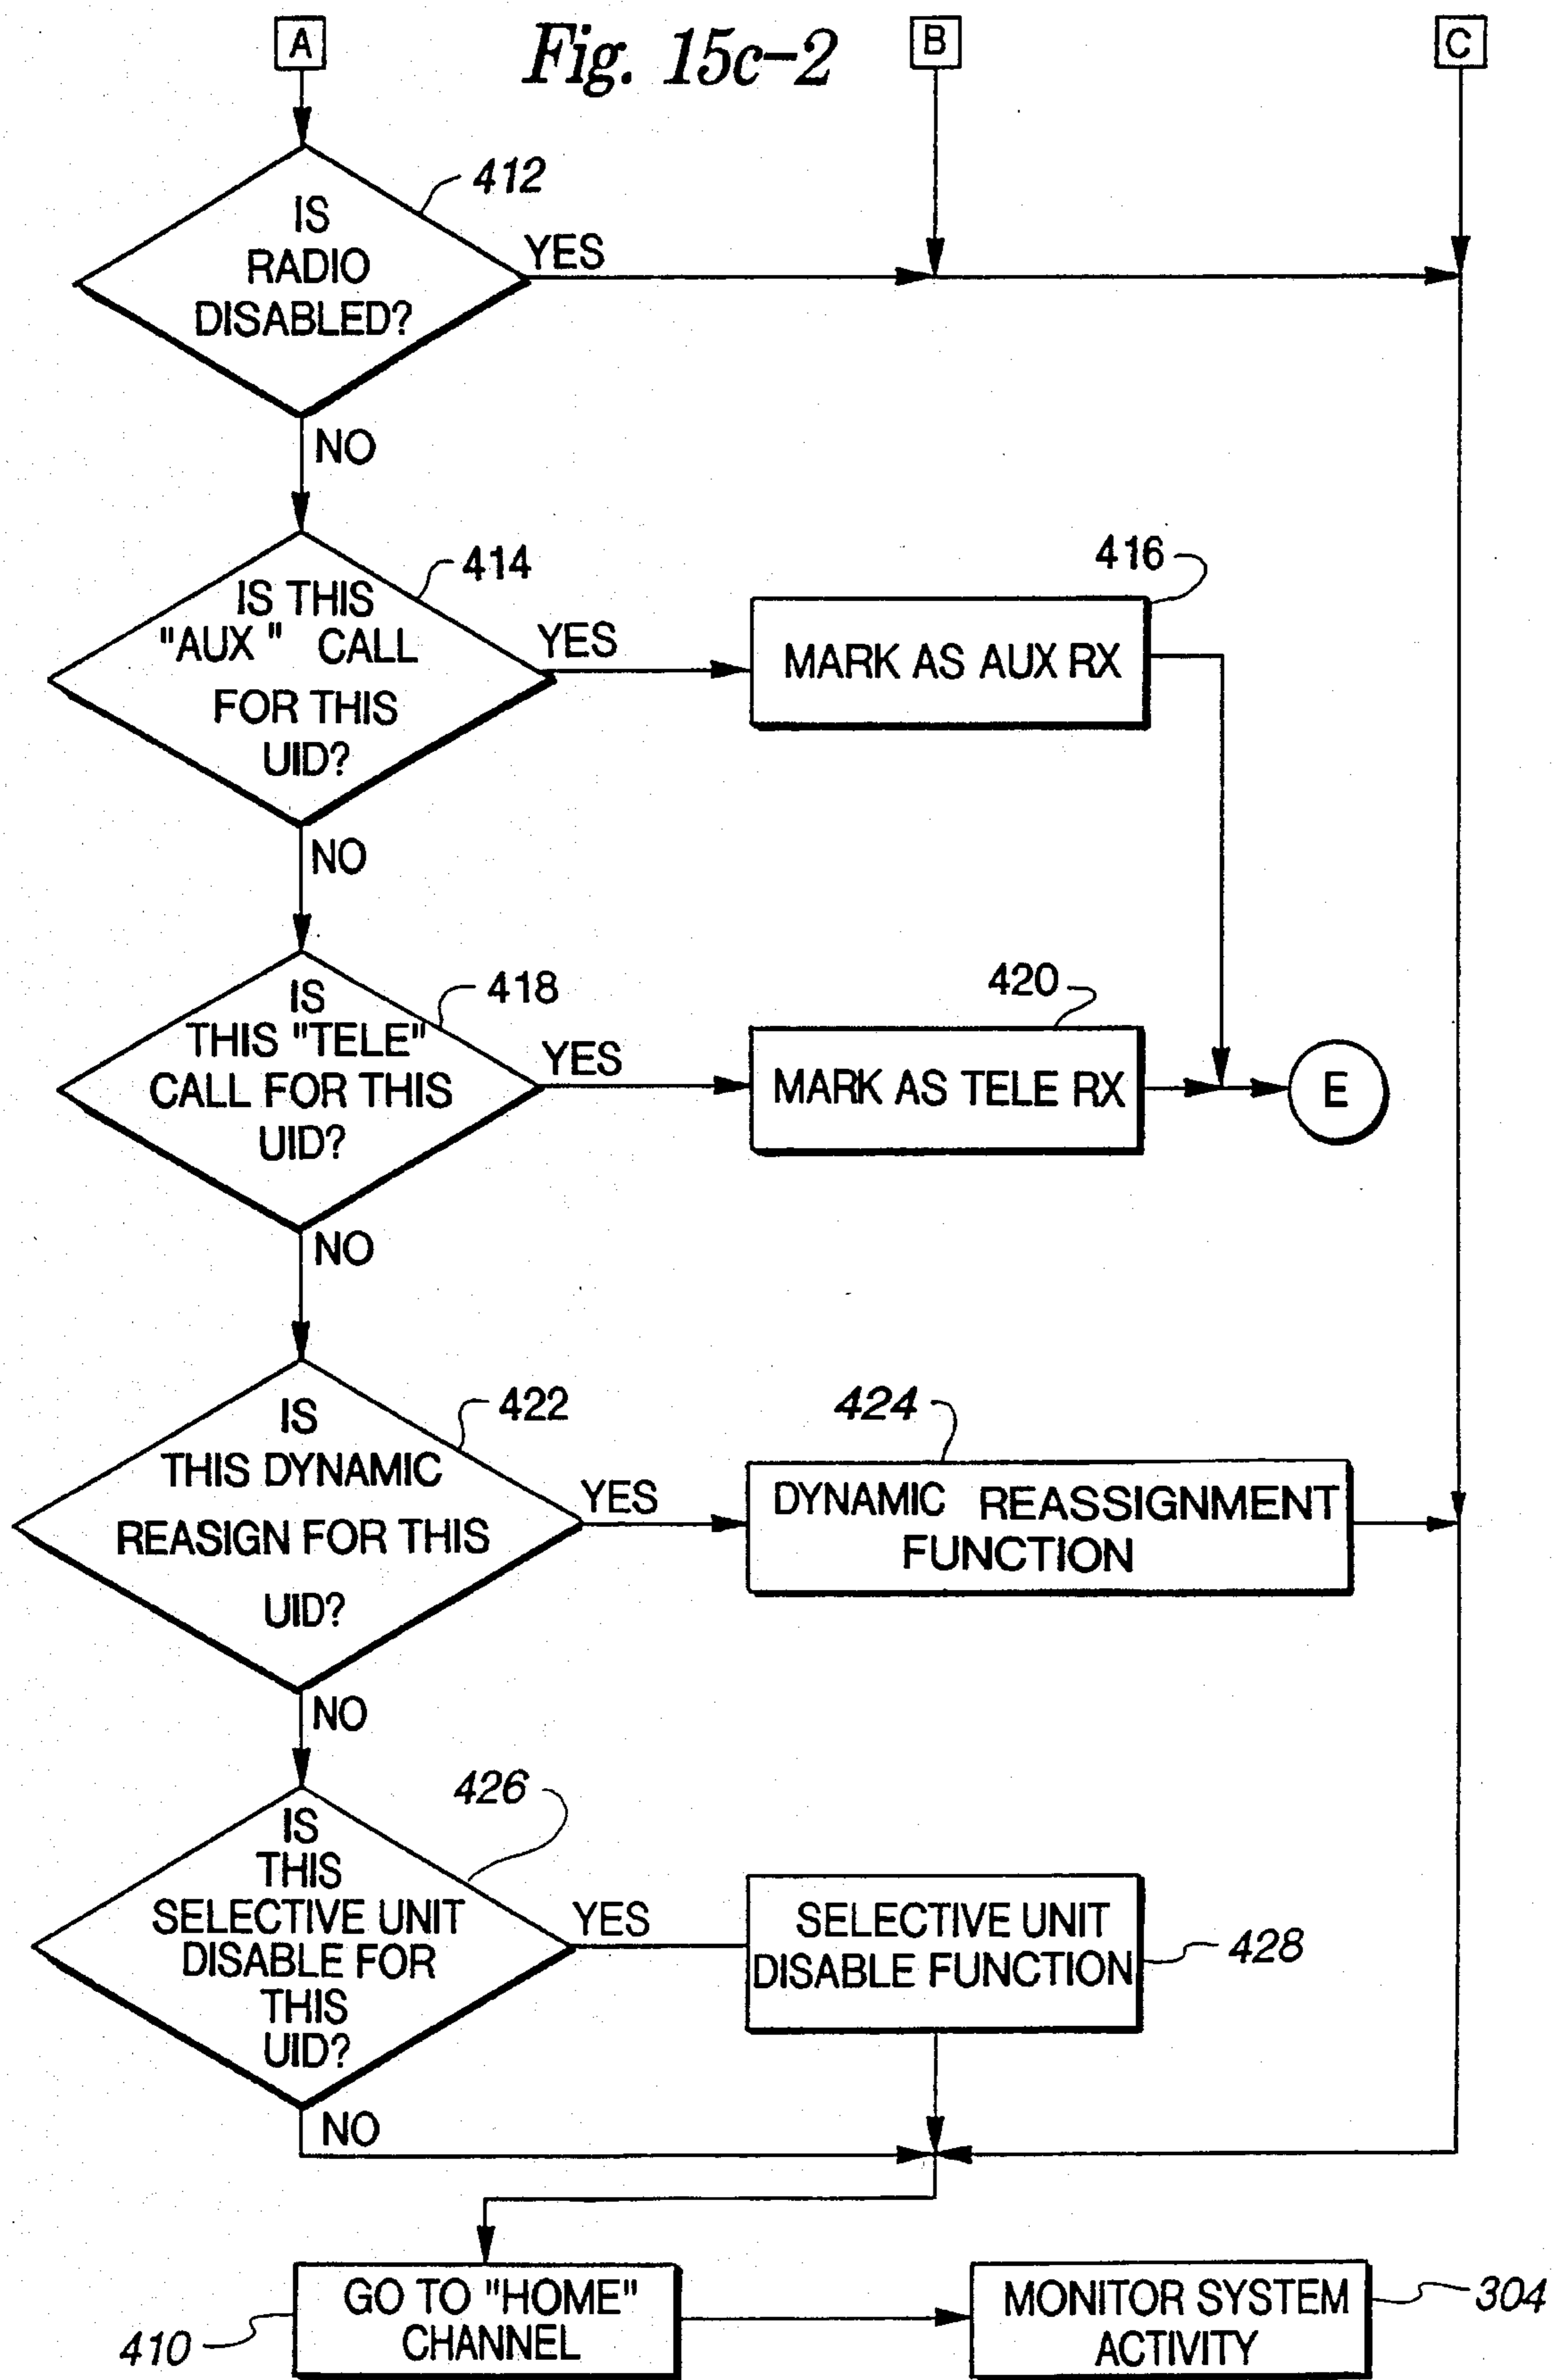 A
Fig. 15c-2
B
C
412
IS
RADIO
DISABLED?
YES
NO
414
IS THIS
"AUX" CALL
FOR THIS
UID?
YES
416
MARK AS AUX RX
NO
418
IS
THIS "TELE"
CALL FOR THIS
UID?
YES
420
MARK AS TELE RX
E
NO
422
IS
THIS DYNAMIC
REASIGN FOR THIS
UID?
YES
424
DYNAMIC REASSIGNMENT
FUNCTION
NO
426
IS
THIS
SELECTIVE UNIT
DISABLE FOR
THIS
UID?
YES
SELECTIVE UNIT
DISABLE FUNCTION
428
NO
410
GO TO "HOME"
CHANNEL
MONITOR SYSTEM
ACTIVITY
304